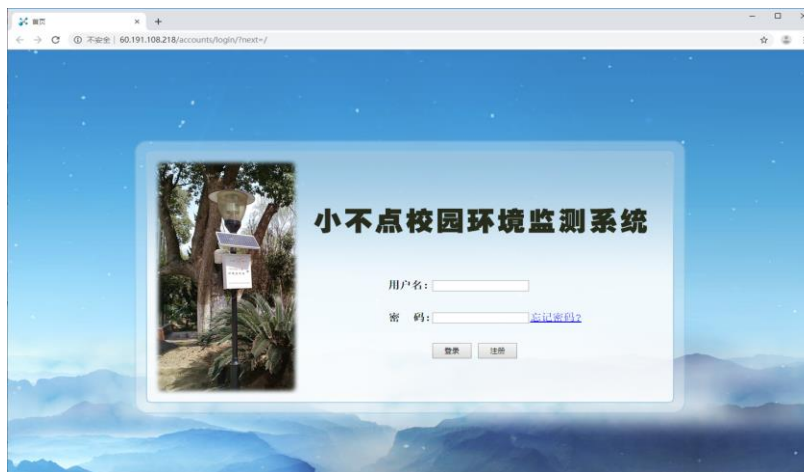 首页
不安全 60.191.108.218/accounts/login/?next=/
小不点校园环境监测系统
用户名:
密 码: 忘记密码?
登录 注册